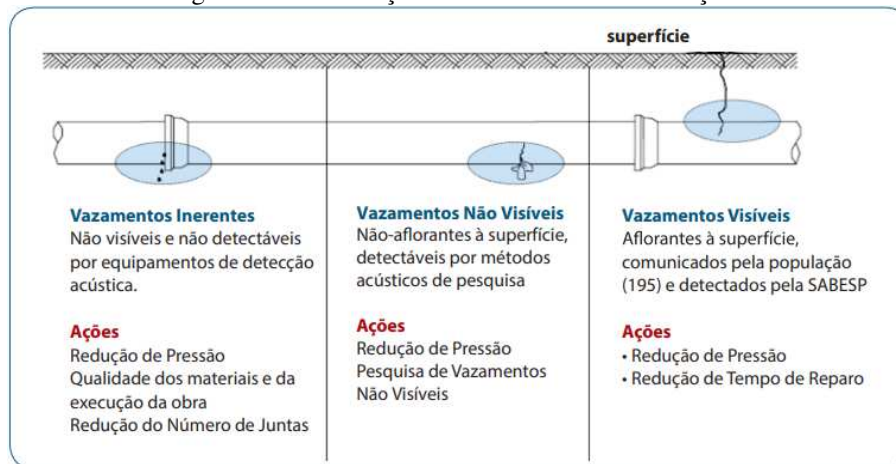 superfície
Vazamentos Inerentes
Não visíveis e não detectáveis
por equipamentos de detecção
acústica.
Ações
Redução de Pressão
Qualidade dos materiais e da
execução da obra
Redução do Número de Juntas
Vazamentos Não Visíveis
Não-aflorantes à superfície,
detectáveis por métodos
acústicos de pesquisa
Ações
Redução de Pressão
Pesquisa de Vazamentos
Não Visíveis
Vazamentos Visíveis
Aflorantes à superfície,
comunicados pela população
(195) e detectados pela SABESP
Ações
• Redução de Pressão
• Redução de Tempo de Reparo